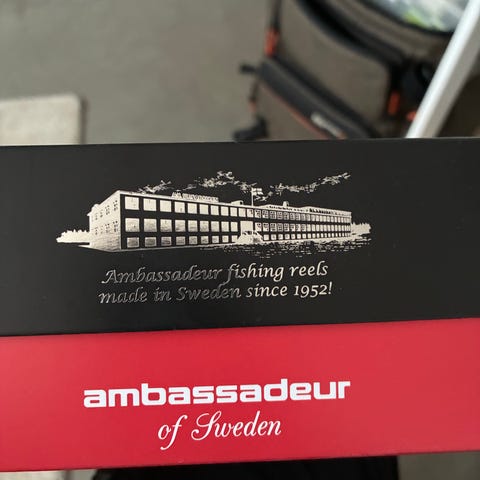 Ambassadeur fishing reels
made in Sweden since 1952!
ambassadeur
of Sweden